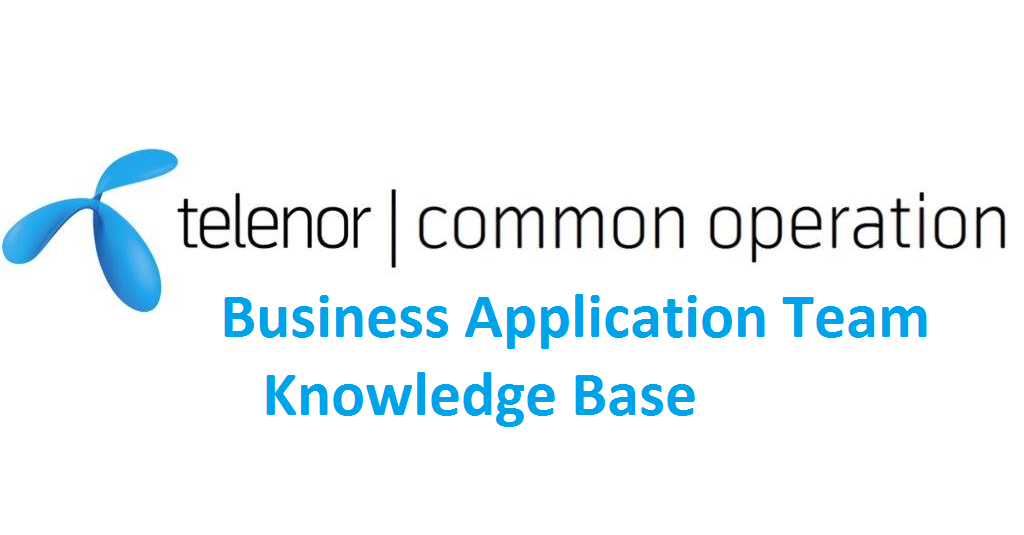 telenor | common operation
Business Application Team
Knowledge Base